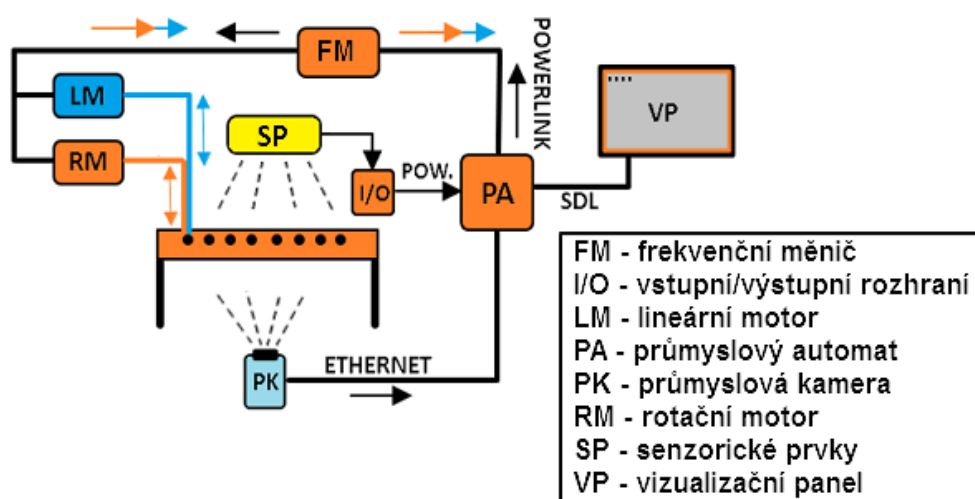 FM
POWERLINK
LM
VP
SP
RM
POW.
I/O
PA
SDL
ETHERNET
PK
FM - frekvenční měnič
I/O - vstupní/výstupní rozhraní
LM - lineární motor
PA - průmyslový automat
PK - průmyslová kamera
RM - rotační motor
SP - senzorické prvky
VP - vizualizační panel